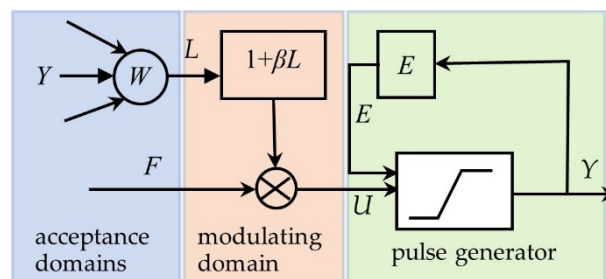 Y
W
L
1+βL
E
E
F
U
Y
acceptance
domains
modulating
domain
pulse generator